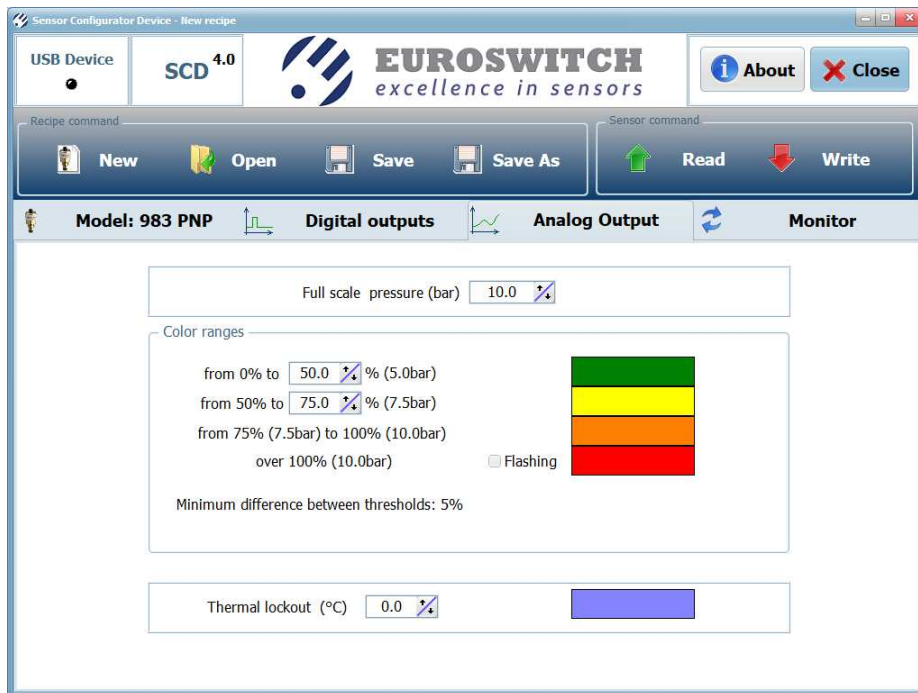 Sensor Configurator Device - New recipe
USB Device
SCD 4.0
EUROSWITCH
excellence in sensors
About
Close
Recipe command
Sensor command
New
Open
Save
Save As
Read
Write
Model: 983 PNP
Digital outputs
Analog Output
Monitor
Full scale pressure (bar) 10.0
Color ranges
from 0% to 50.0 % (5.0bar)
from 50% to 75.0 % (7.5bar)
from 75% (7.5bar) to 100% (10.0bar)
over 100% (10.0bar) Flashing
Minimum difference between thresholds: 5%
Thermal lockout (°C) 0.0